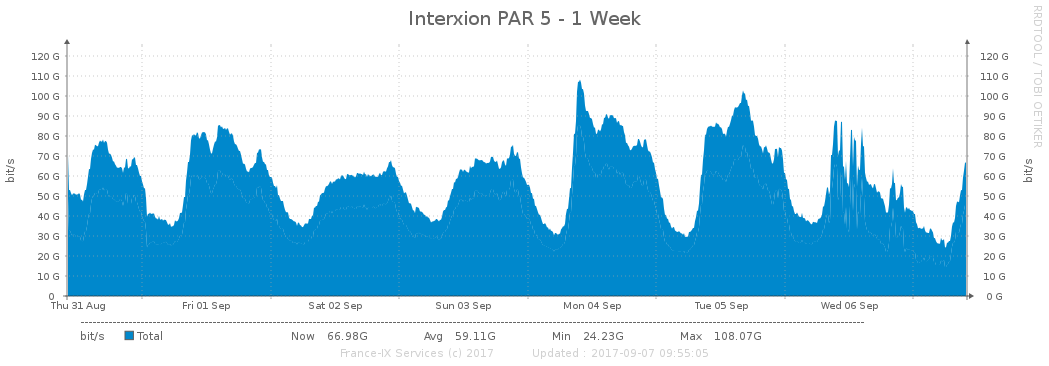 Interxion PAR 5 - 1 Week
RRDTOOL / TOBI OETIKER
bit/s
120 G 120 G
110 G 110 G
100 G 100 G
90 G 90 G
80 G 80 G
70 G 70 G
60 G 60 G
50 G 50 G
40 G 40 G
30 G 30 G
20 G 20 G
10 G 10 G
0 0 G
bit/s
Thu 31 Aug Fri 01 Sep Sat 02 Sep Sun 03 Sep Mon 04 Sep Tue 05 Sep Wed 06 Sep
bit/s Total Now 66.98G Avg 59.11G Min 24.23G Max 108.07G
France-IX Services (c) 2017 Updated : 2017-09-07 09:55:05